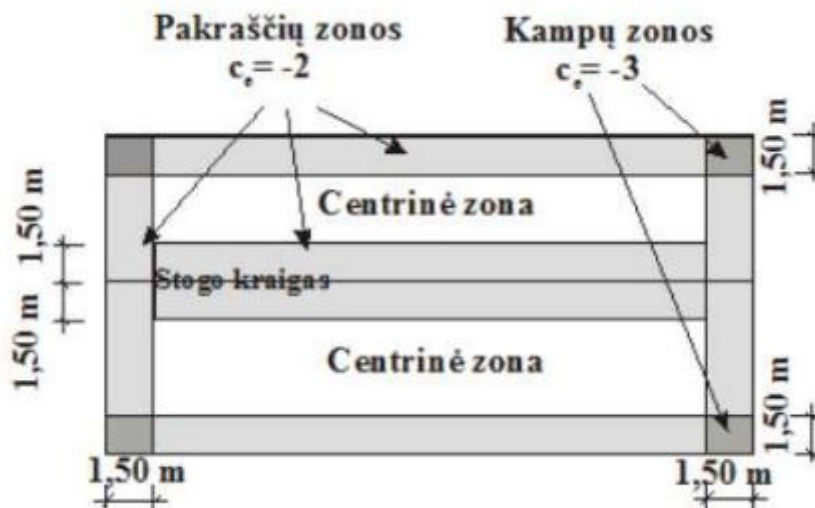 Pakraščių zonos
cₑ= -2
Kampų zonos
cₑ= -3
1,50 m
Centrinė zona
1,50 m
Stogo kraigas
1,50 m
Centrinė zona
1,50 m
1,50 m
1,50 m